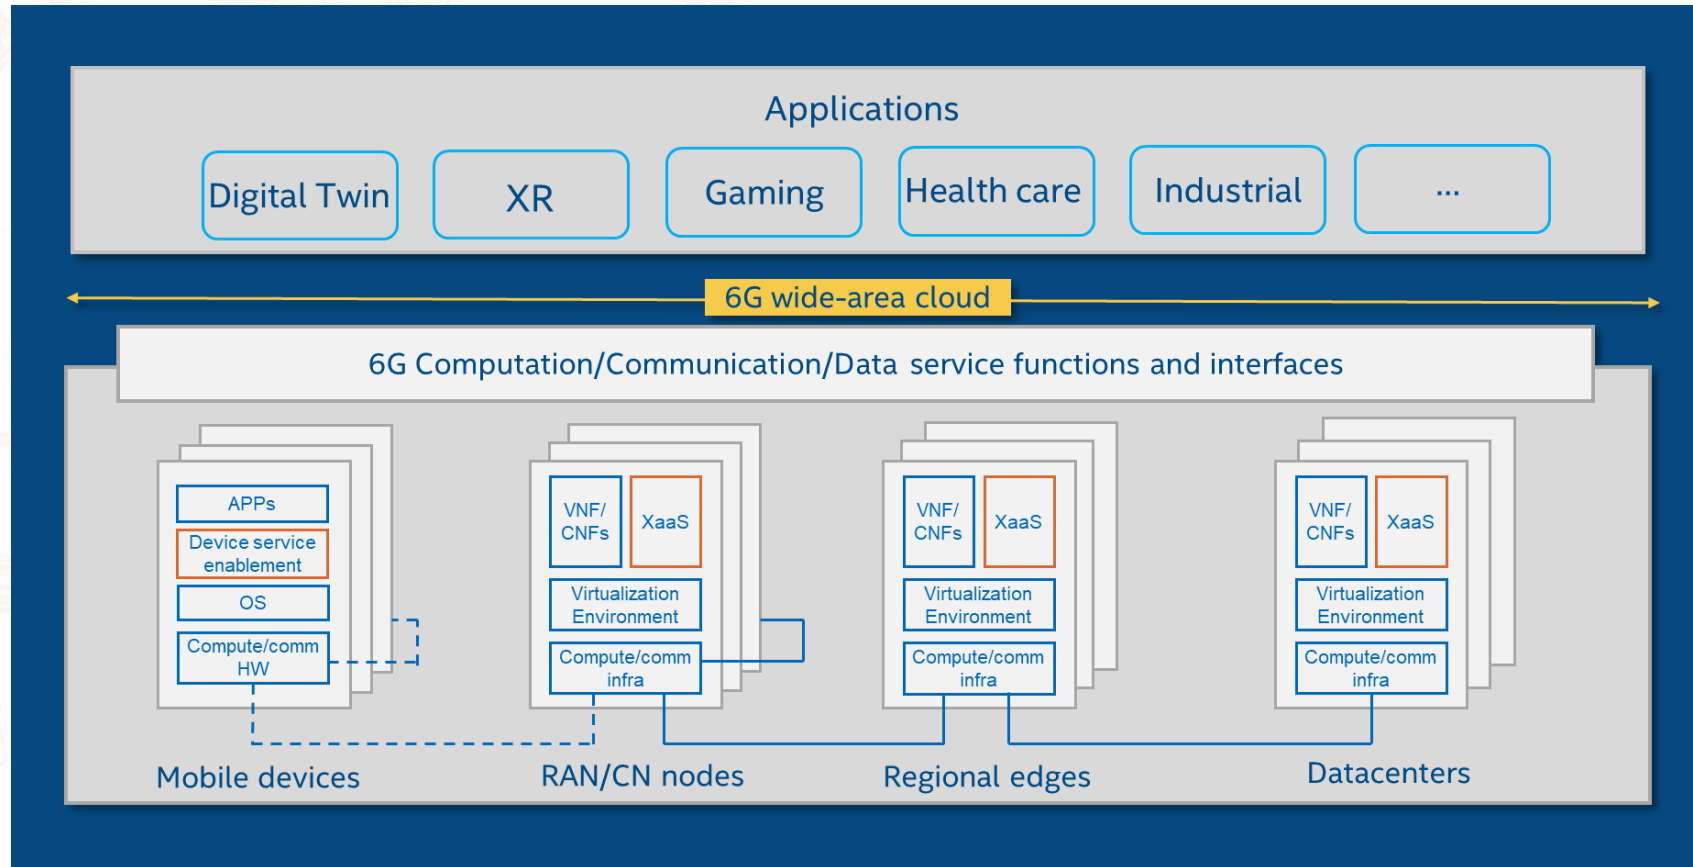 Applications
Digital Twin
XR
Gaming
Health care
Industrial
...
6G wide-area cloud
6G Computation/Communication/Data service functions and interfaces
APPs
Device service
enablement
OS
Compute/comm
HW
Mobile devices
VNF/
CNFs
XaaS
Virtualization
Environment
Compute/comm
infra
RAN/CN nodes
VNF/
CNFs
XaaS
Virtualization
Environment
Compute/comm
infra
Regional edges
VNF/
CNFs
XaaS
Virtualization
Environment
Compute/comm
infra
Datacenters